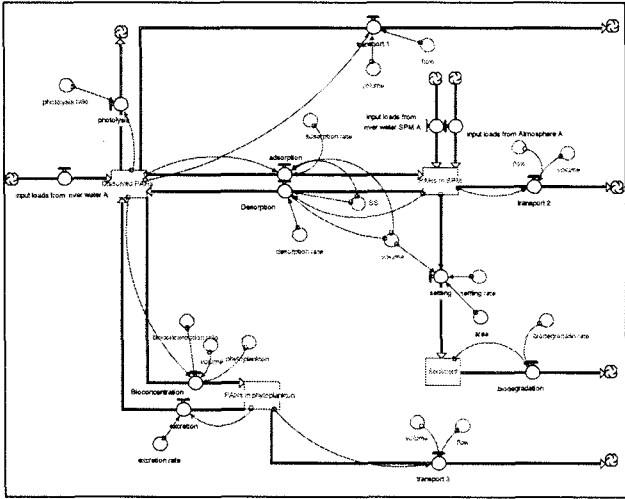 transport 1
flow
volume
photolysis rate
photolysis
input loads from
river water SPM A
input loads from Atmosphere A
adsorption rate
adsorption
flow
volume
Dissolved PAHs
PAHs in SPM
input loads from river water A
SS
transport 2
Desorption
desorption rate
volume
settling
settling rate
area
biodegradatin rate
bioconcentration rate
volume
phytoplankton
Sediment
Bioconcentration
biodegradation
PAHs in phytoplankton
excretion
volume
flow
excretion rate
transport 3